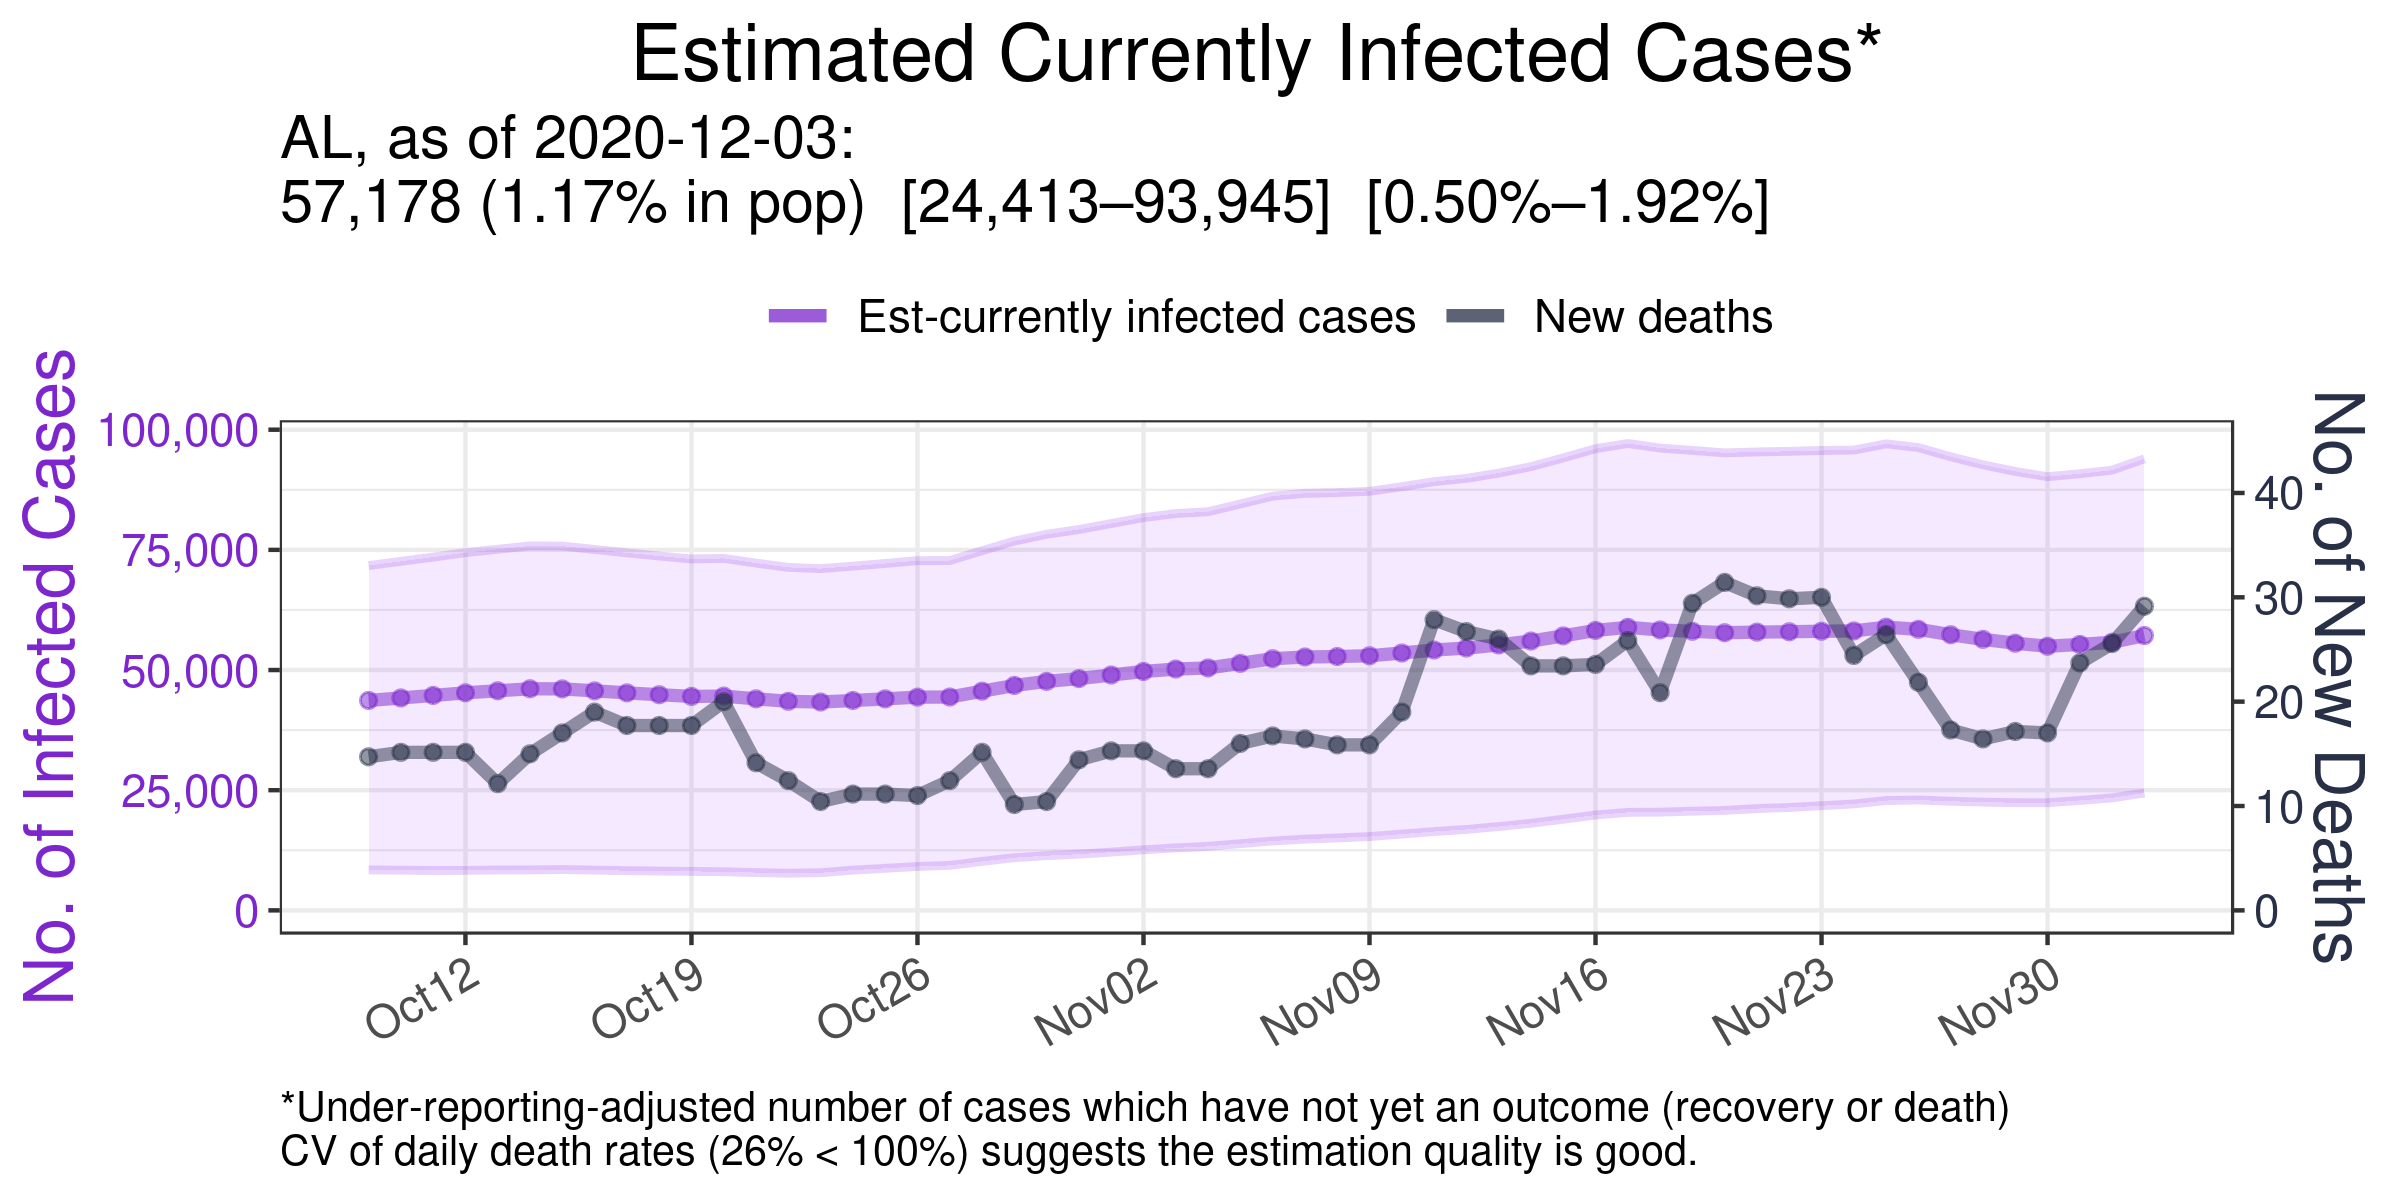 Estimated Currently Infected Cases*
AL, as of 2020-12-03:
57,178 (1.17% in pop)  [24,413–93,945]  [0.50%–1.92%]
Est-currently infected cases
New deaths
No. of Infected Cases
100,000
75,000
50,000
25,000
0
No. of New Deaths
40
30
20
10
0
Oct12
Oct19
Oct26
Nov02
Nov09
Nov16
Nov23
Nov30
*Under-reporting-adjusted number of cases which have not yet an outcome (recovery or death)
CV of daily death rates (26% < 100%) suggests the estimation quality is good.